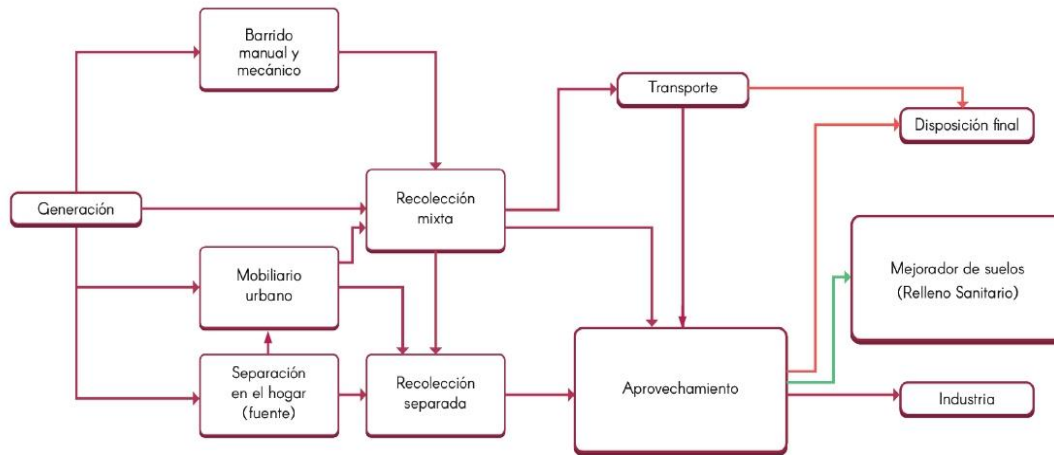 Barrido
manual y
mecánico
Transporte
Disposición final
Generación
Recolección
mixta
Mobiliario
urbano
Mejorador de suelos
(Relleno Sanitario)
Separación
en el hogar
(fuente)
Recolección
separada
Aprovechamiento
Industria